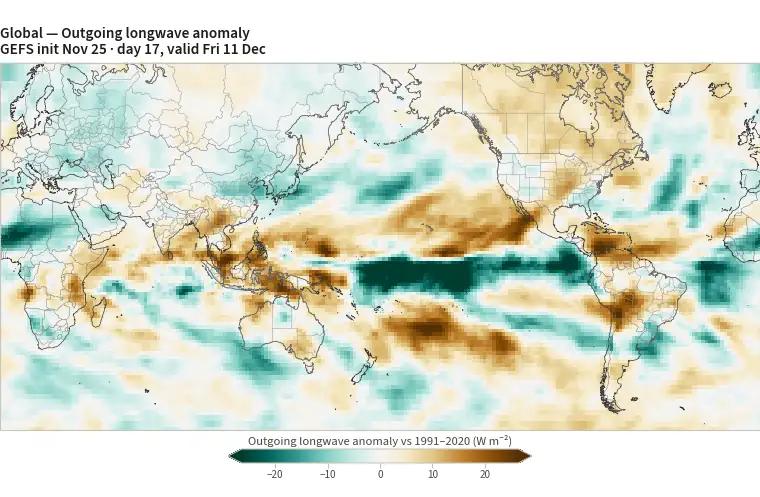 Global — Outgoing longwave anomaly
GEFS init Nov 25 · day 17, valid Fri 11 Dec
Outgoing longwave anomaly vs 1991–2020 (W m⁻²)
−20 −10 0 10 20